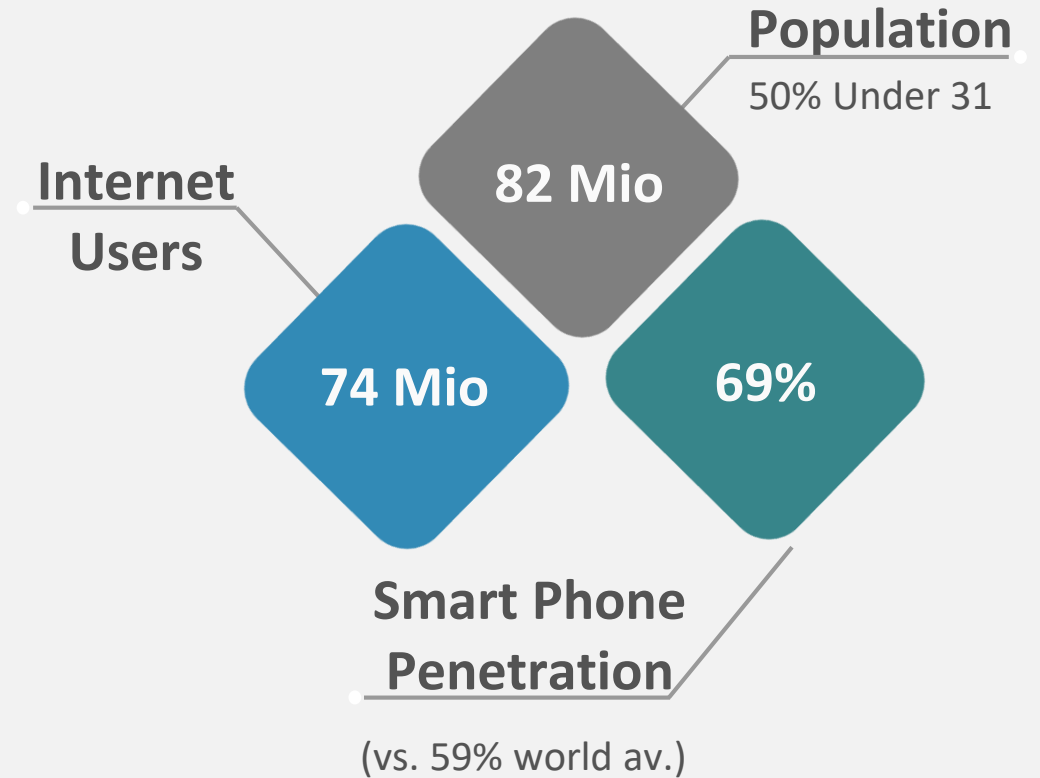 Population
50% Under 31
82 Mio
Internet
Users
74 Mio
69%
Smart Phone
Penetration
(vs. 59% world av.)